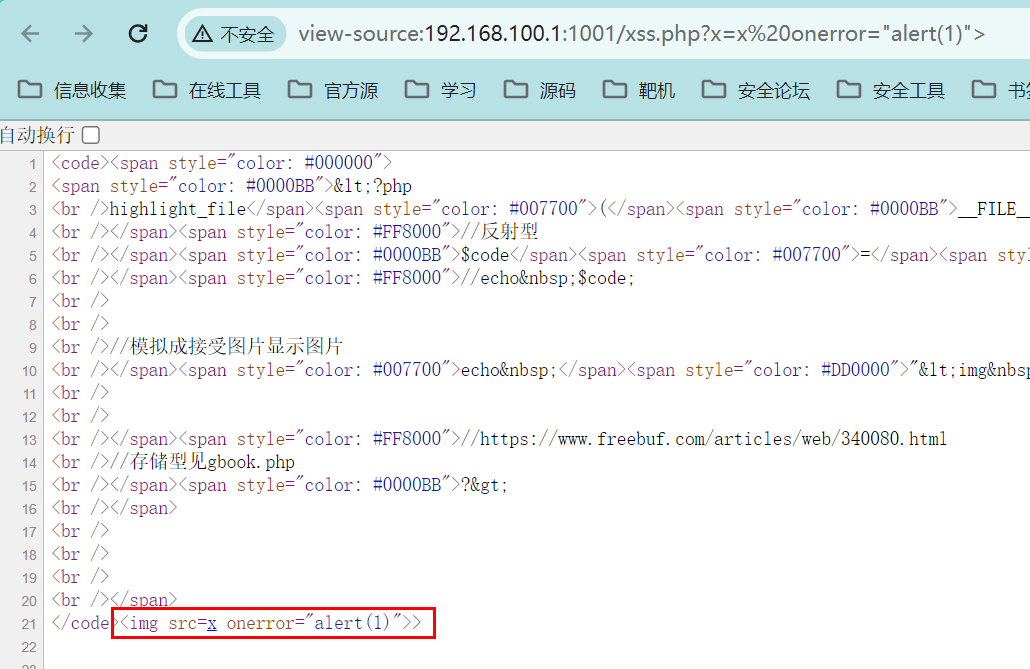 不安全 view-source:192.168.100.1:1001/xss.php?x=x%20onerror="alert(1)">
信息收集 在线工具 官方源 学习 源码 靶机 安全论坛 安全工具
自动换行
1 <code><span style="color: #000000">
2 <span style="color: #0000BB">&lt;?php
3 <br />highlight_file</span><span style="color: #007700">(</span><span style="color: #0000BB">__FILE_
4 <br /></span><span style="color: #FF8000">//反射型
5 <br /></span><span style="color: #0000BB">$code</span><span style="color: #007700">=</span><span sty
6 <br /></span><span style="color: #FF8000">//echo&nbsp;$code;
7 <br />
8 <br />
9 <br />//模拟成接受图片显示图片
10 <br /></span><span style="color: #007700">echo&nbsp;</span><span style="color: #DD0000">"&lt;img&nbsp
11 <br />
12 <br />
13 <br /></span><span style="color: #FF8000">//https://www.freebuf.com/articles/web/340080.html
14 <br />//存储型见gbook.php
15 <br /></span><span style="color: #0000BB">?&gt;
16 <br /></span>
17 <br />
18 <br />
19 <br />
20 <br /></span>
21 </code><img src=x onerror="alert(1)">>
22